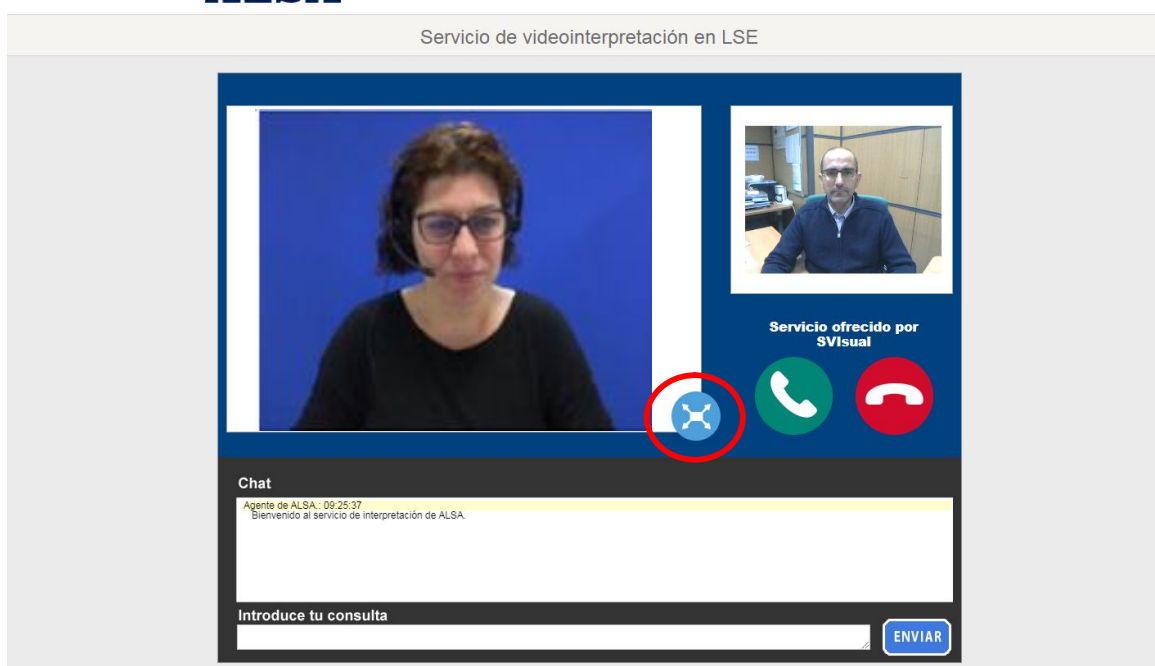 Servicio de videointerpretación en LSE
Servicio ofrecido por
SVIsual
Chat
Agente de ALSA.: 09:25:37
Bienvenido al servicio de interpretación de ALSA.
Introduce tu consulta
ENVIAR